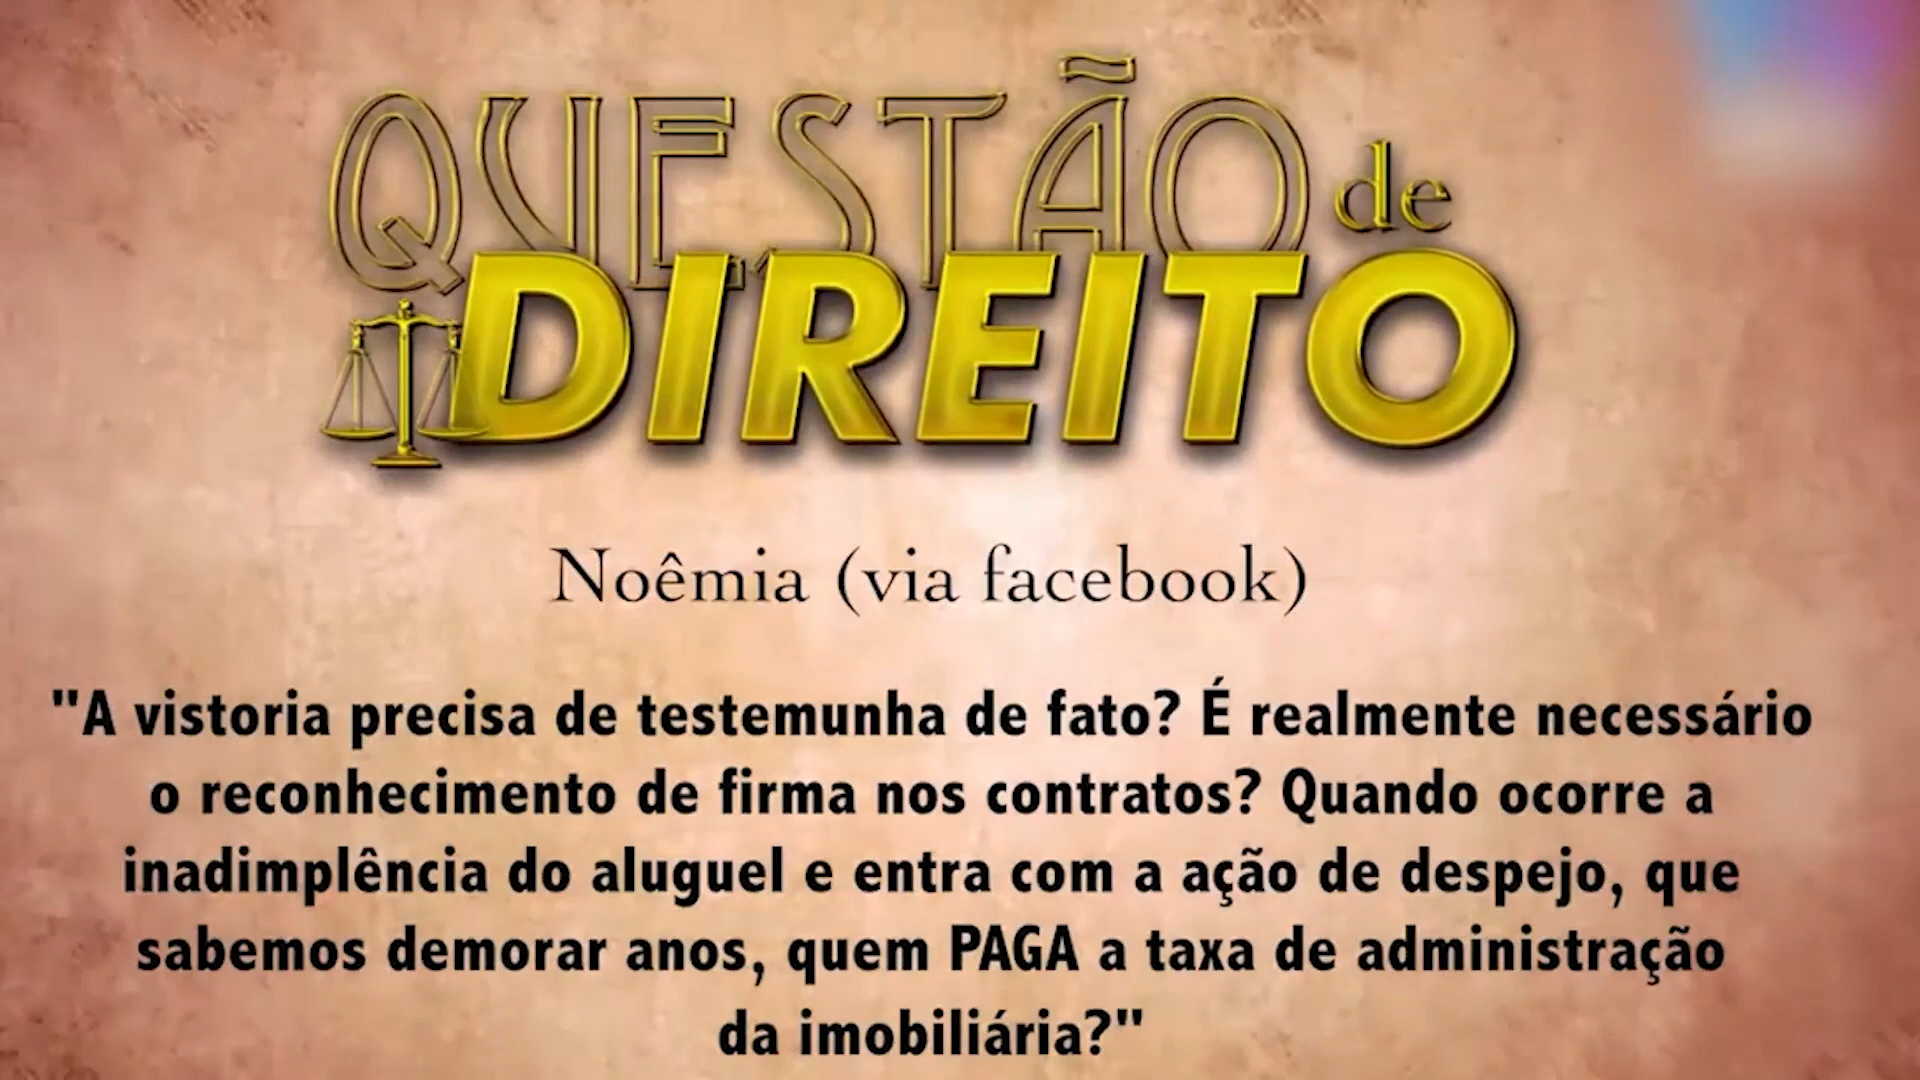 QUESTÃO de
DIREITO
Noêmia (via facebook)
"A vistoria precisa de testemunha de fato? É realmente necessário
o reconhecimento de firma nos contratos? Quando ocorre a
inadimplência do aluguel e entra com a ação de despejo, que
sabemos demorar anos, quem PAGA a taxa de administração
da imobiliária?"